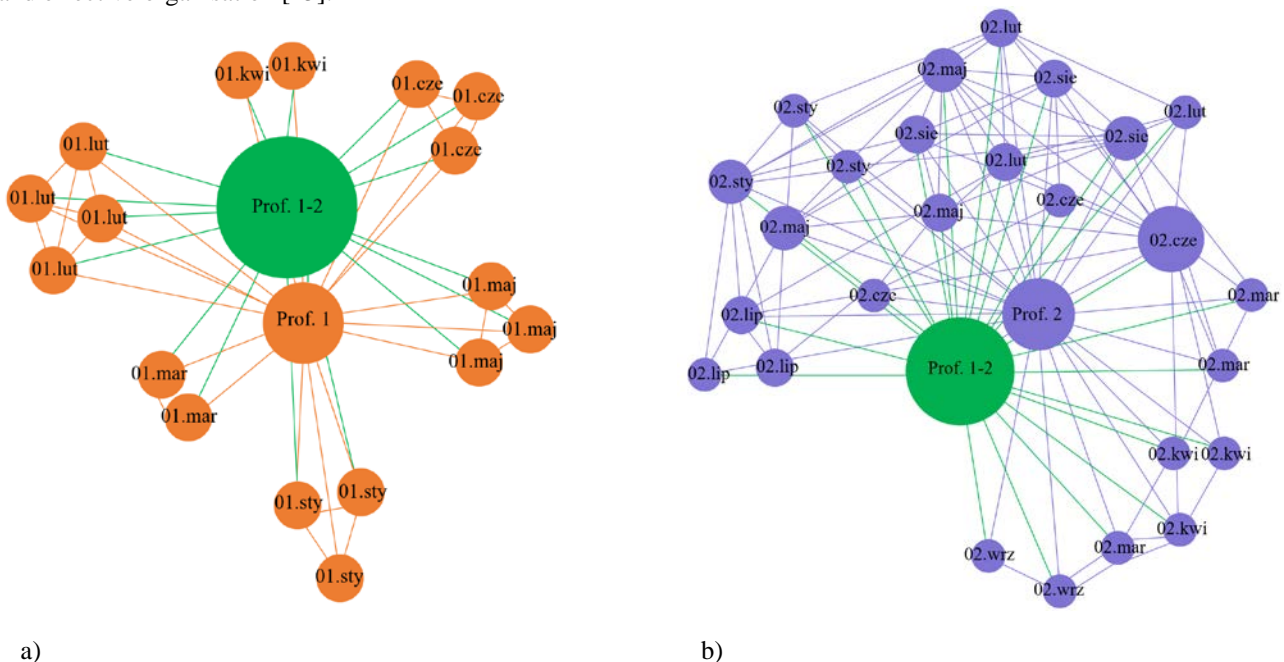 01.kwi
01.kwi
01.cze
01.cze
01.cze
01.lut
01.lut
01.lut
01.lut
Prof. 1-2
Prof. 1
01.maj
01.maj
01.maj
01.mar
01.mar
01.sty
01.sty
01.sty
a)
02.lut
02.maj
02.sie
02.sty
02.lut
02.sie
02.sie
02.sty
02.lut
02.sty
02.cze
02.maj
02.maj
02.cze
02.cze
02.mar
02.lip
Prof. 2
02.lip
02.lip
Prof. 1-2
02.mar
02.kwi
02.kwi
02.kwi
02.mar
02.wrz
02.wrz
b)